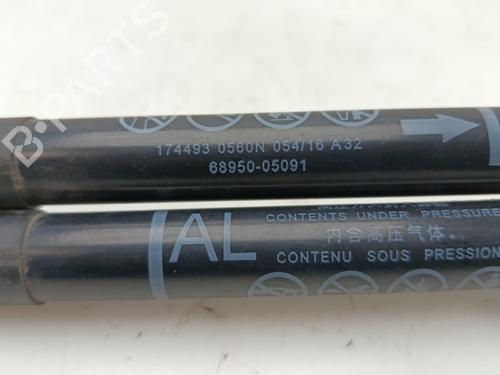 B-PARTS
174493 0560N 054/16 A32
68950-05091
AL
CONTENTS UNDER PRESSURE
内含高压气体。
CONTENU SOUS PRESSION